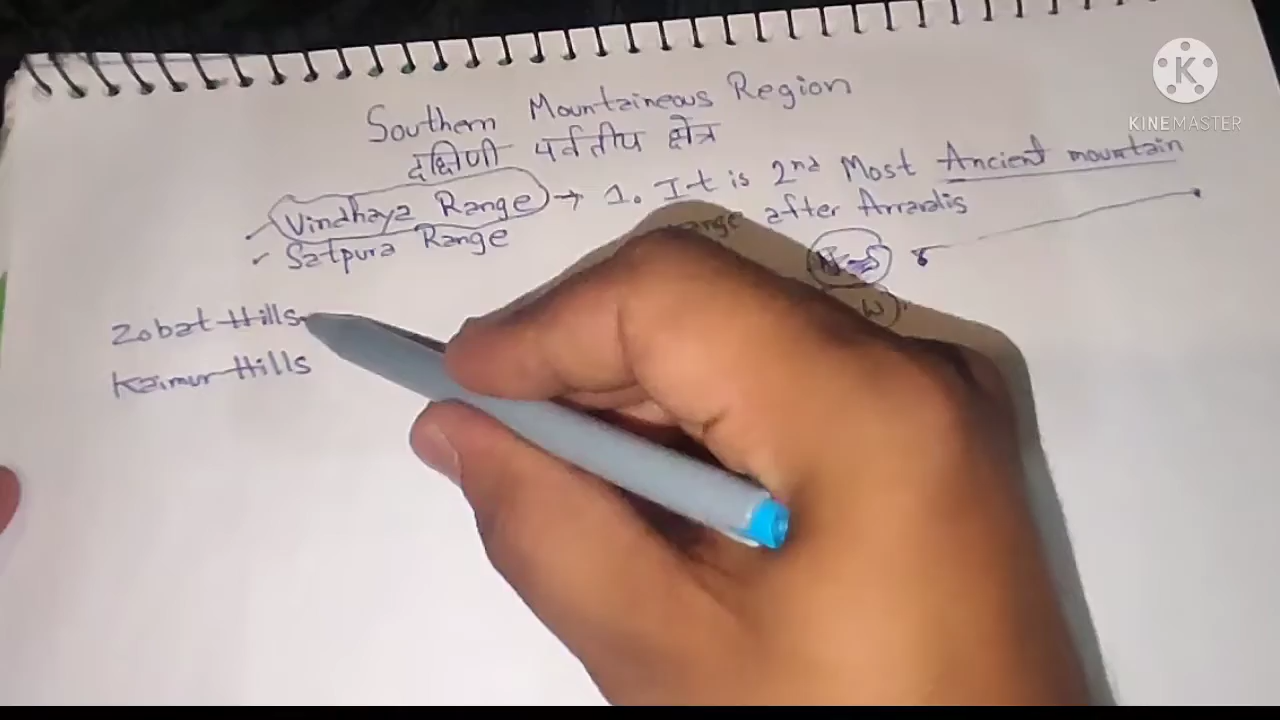 KINEMASTER
Southern Mountaineous Region
दक्षिणी पर्वतीय क्षेत्र
Vindhaya Range → 1. It is 2nd Most Ancient mountain
range after Arravalis
✓ Satpura Range
W
Zobat Hills
Kaimur Hills